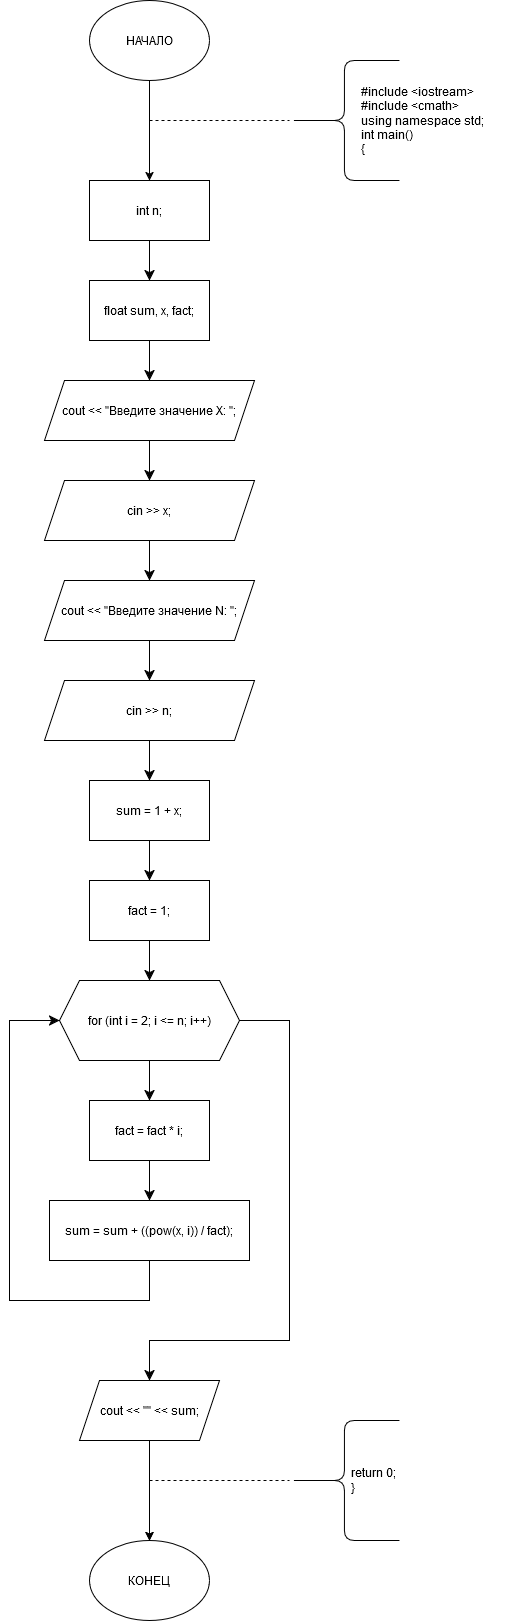 НАЧАЛО
#include <iostream>
#include <cmath>
using namespace std;
int main()
{
int n;
float sum, x, fact;
cout << "Введите значение X: ";
cin >> x;
cout << "Введите значение N: ";
cin >> n;
sum = 1 + x;
fact = 1;
for (int i = 2; i <= n; i++)
fact = fact * i;
sum = sum + ((pow(x, i)) / fact);
cout << "" << sum;
return 0;
}
КОНЕЦ